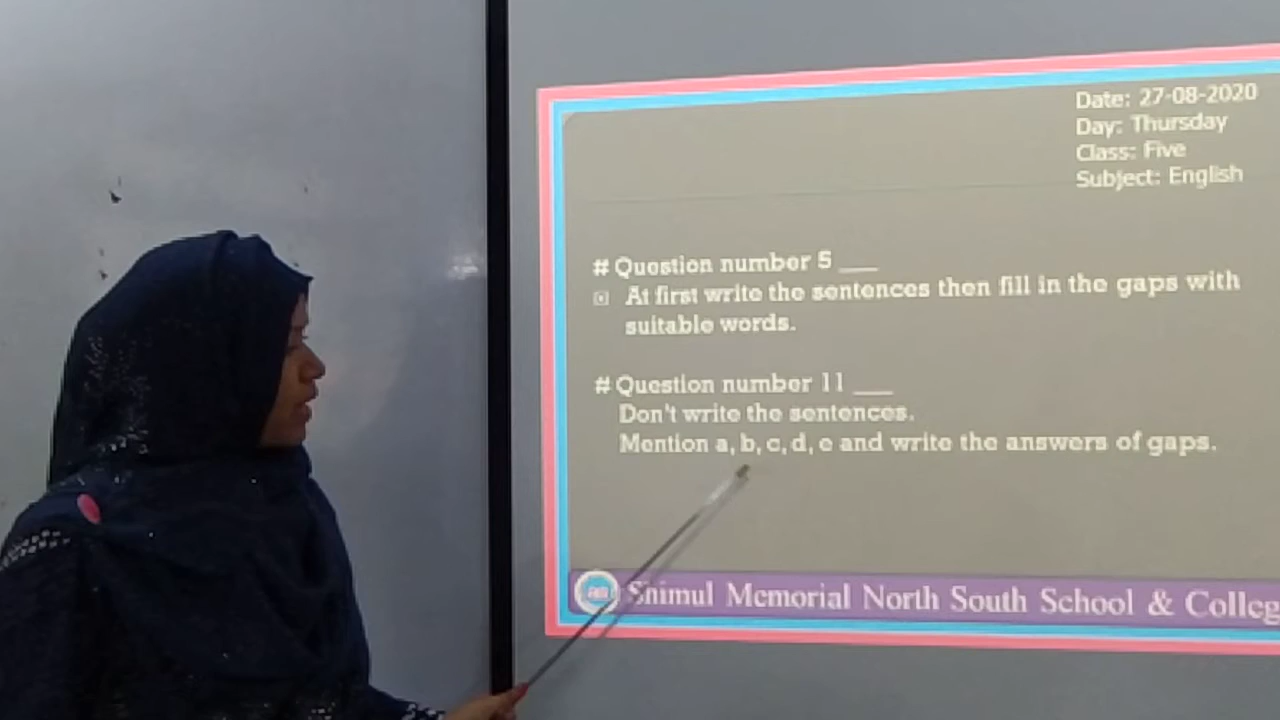 Date: 27-08-2020
Day: Thursday
Class: Five
Subject: English
# Question number 5 ___
At first write the sentences then fill in the gaps with
suitable words.
# Question number 11 ___
Don't write the sentences.
Mention a, b, c, d, e and write the answers of gaps.
Shimul Memorial North South School & Colleg